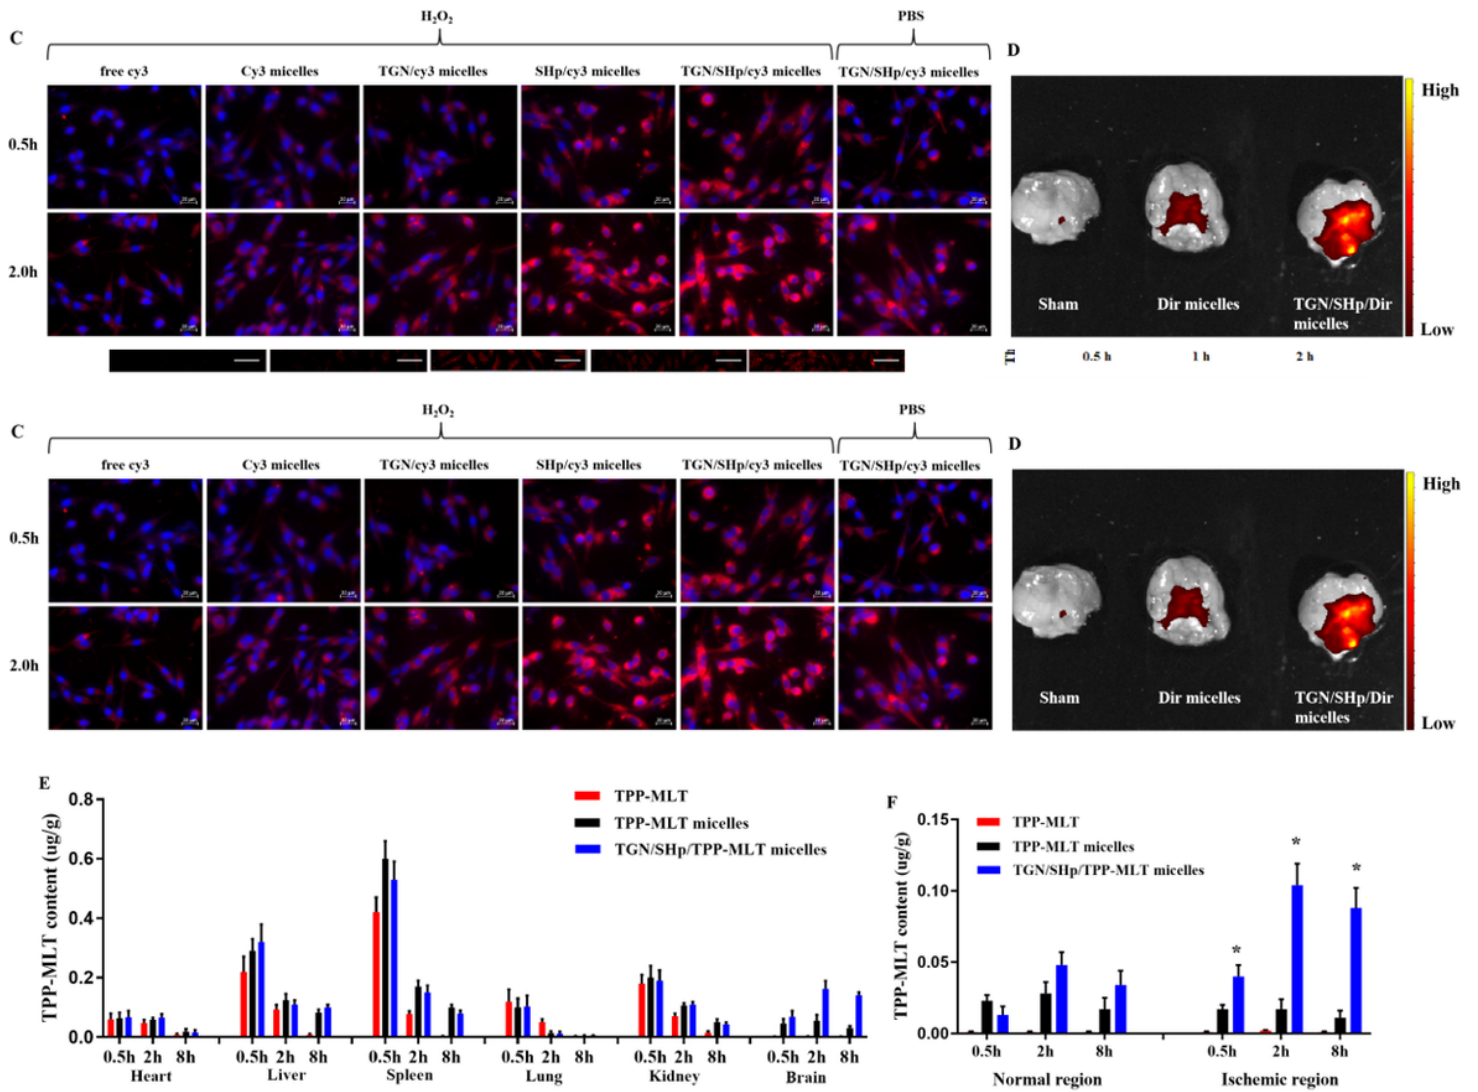 H₂O₂ PBS
C D
free cy3 Cy3 micelles TGN/cy3 micelles SHp/cy3 micelles TGN/SHp/cy3 micelles TGN/SHp/cy3 micelles
High
0.5h
2.0h
Sham Dir micelles TGN/SHp/Dir
micelles
Low
0.5 h 1 h 2 h
H₂O₂ PBS
C D
free cy3 Cy3 micelles TGN/cy3 micelles SHp/cy3 micelles TGN/SHp/cy3 micelles TGN/SHp/cy3 micelles
High
0.5h
2.0h
Sham Dir micelles TGN/SHp/Dir
micelles
Low
E
TPP-MLT content (ug/g)
0.8
0.6
0.4
0.2
0.0
TPP-MLT
TPP-MLT micelles
TGN/SHp/TPP-MLT micelles
0.5h 2h 8h 0.5h 2h 8h 0.5h 2h 8h 0.5h 2h 8h 0.5h 2h 8h 0.5h 2h 8h
Heart Liver Spleen Lung Kidney Brain
F
TPP-MLT content (ug/g)
0.15
0.10
0.05
0.00
TPP-MLT
TPP-MLT micelles
TGN/SHp/TPP-MLT micelles
* * *
0.5h 2h 8h 0.5h 2h 8h
Normal region Ischemic region